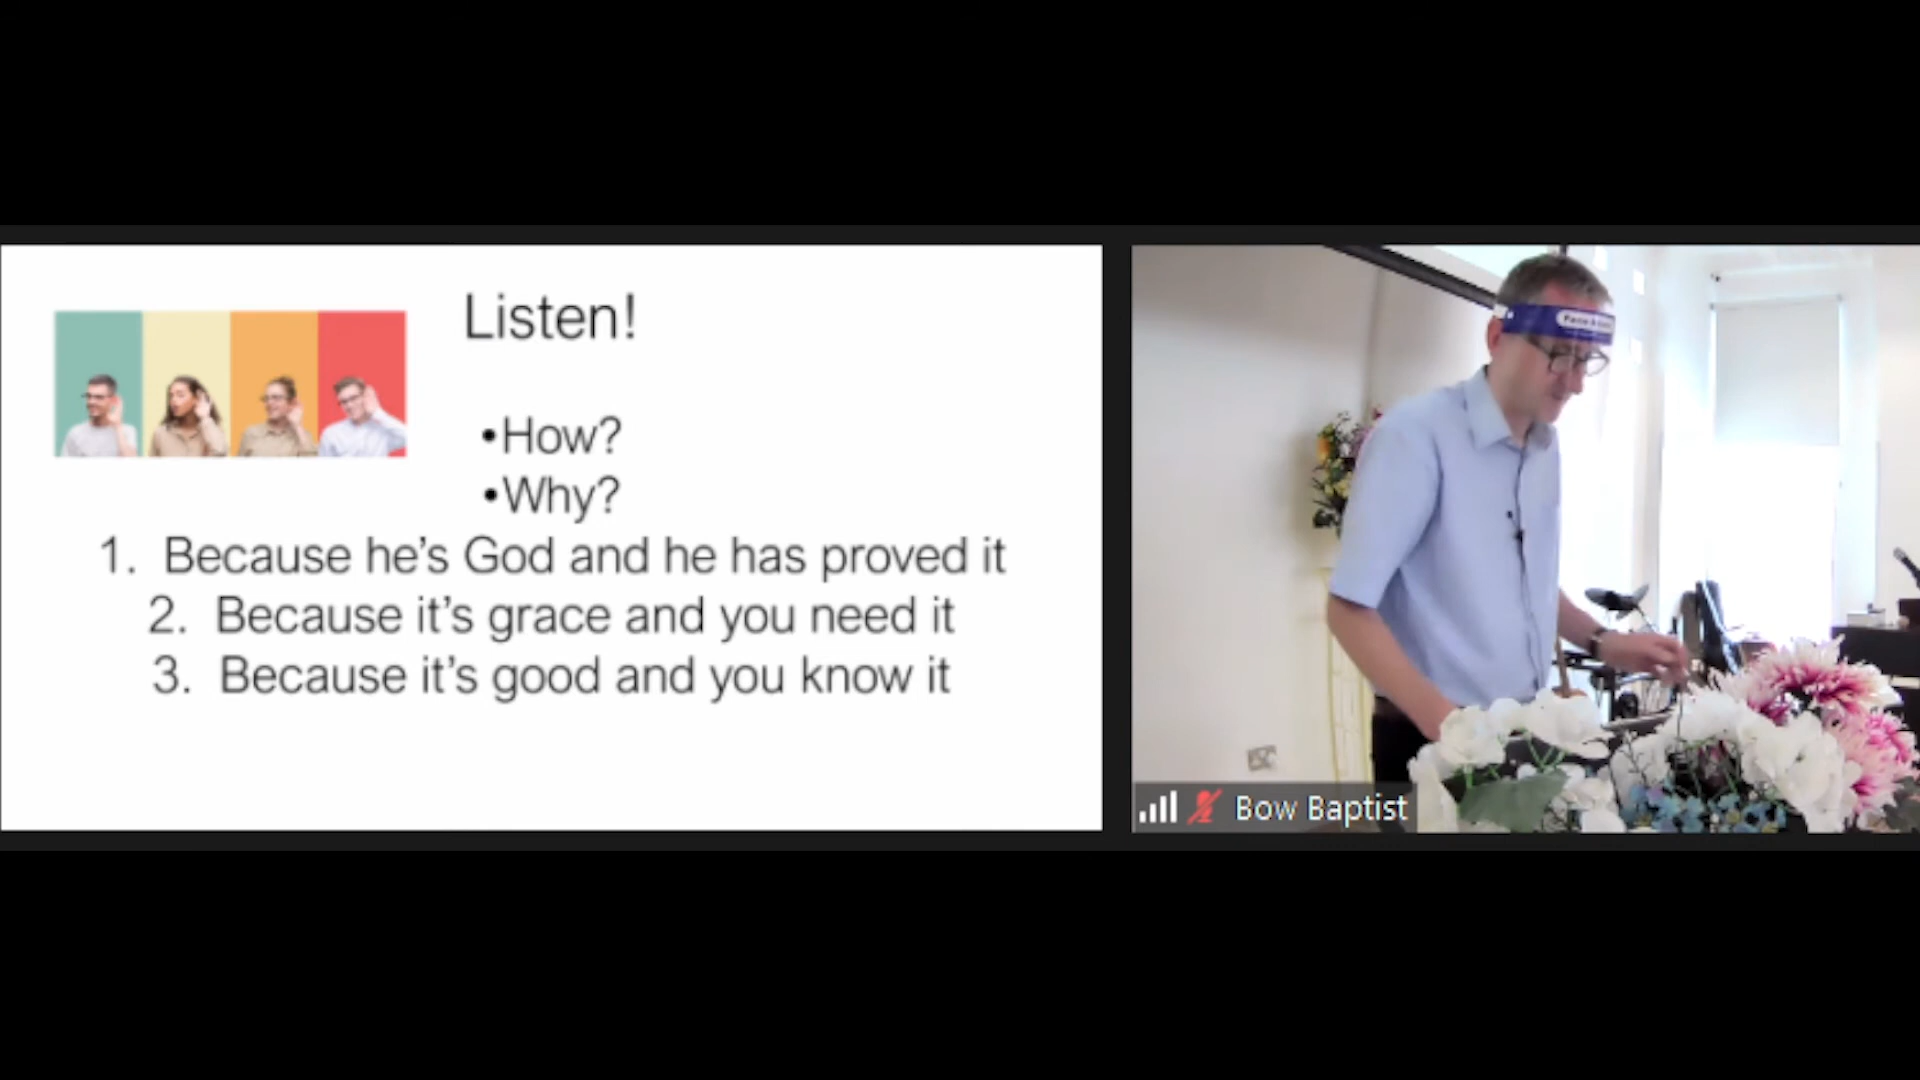 Listen!
•How?
•Why?
1. Because he's God and he has proved it
2. Because it's grace and you need it
3. Because it's good and you know it
Bow Baptist